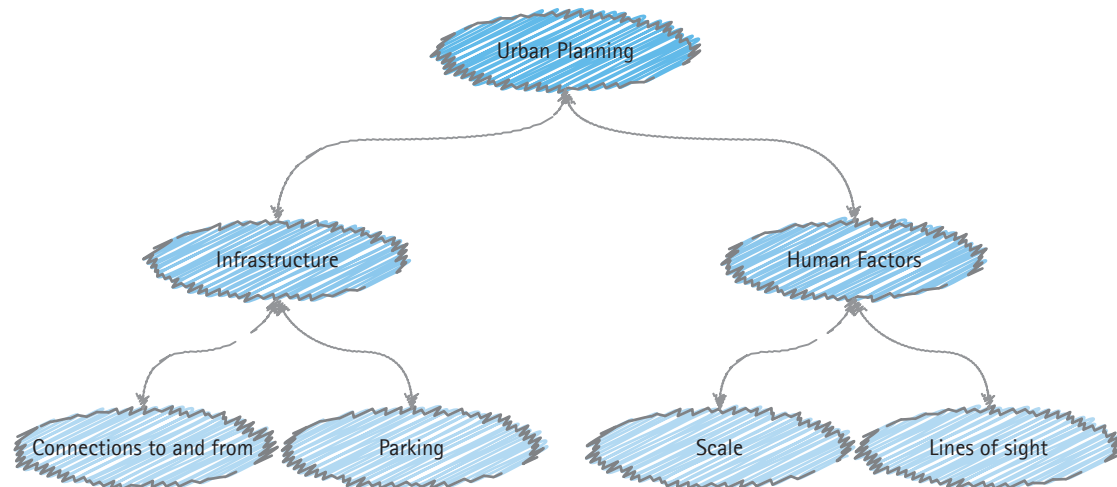 Urban Planning
Infrastructure
Human Factors
Connections to and from
Parking
Scale
Lines of sight